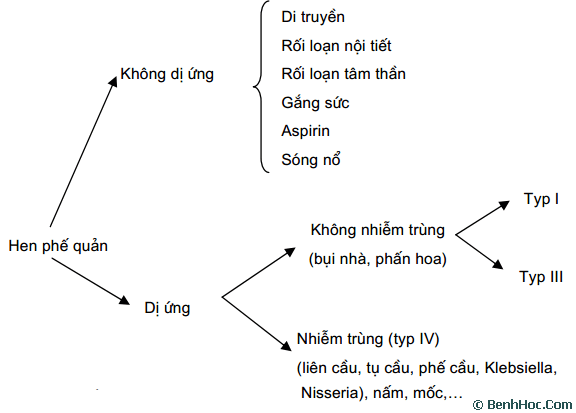 Di truyền
Rối loạn nội tiết
Không dị ứng
Rối loạn tâm thần
Gắng sức
Aspirin
Sóng nổ
Hen phế quản
Dị ứng
Không nhiễm trùng
(bụi nhà, phấn hoa)
Typ I
Typ III
Nhiễm trùng (typ IV)
(liên cầu, tụ cầu, phế cầu, Klebsiella,
Nisseria), nấm, mốc,...
© BenhHoc.Com